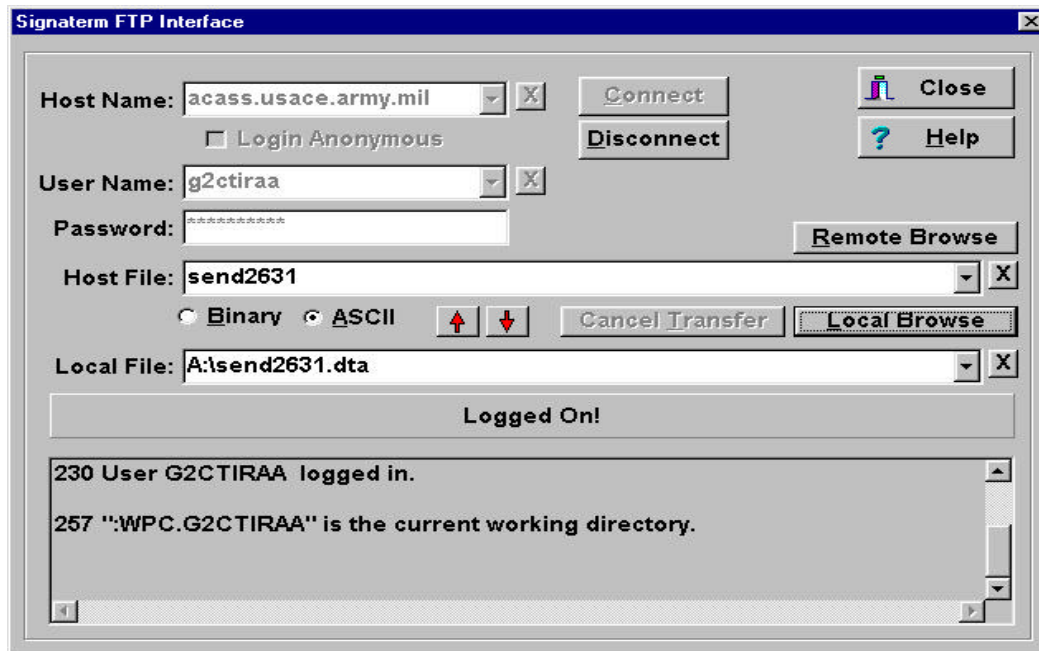 Signaterm FTP Interface
Host Name: acass.usace.army.mil X Connect Close
Login Anonymous Disconnect ? Help
User Name: g2ctiraa X
Password: **********
Remote Browse
Host File: send2631 X
Binary ASCII Cancel Transfer Local Browse
Local File: A:\send2631.dta X
Logged On!
230 User G2CTIRAA logged in.
257 ":WPC.G2CTIRAA" is the current working directory.